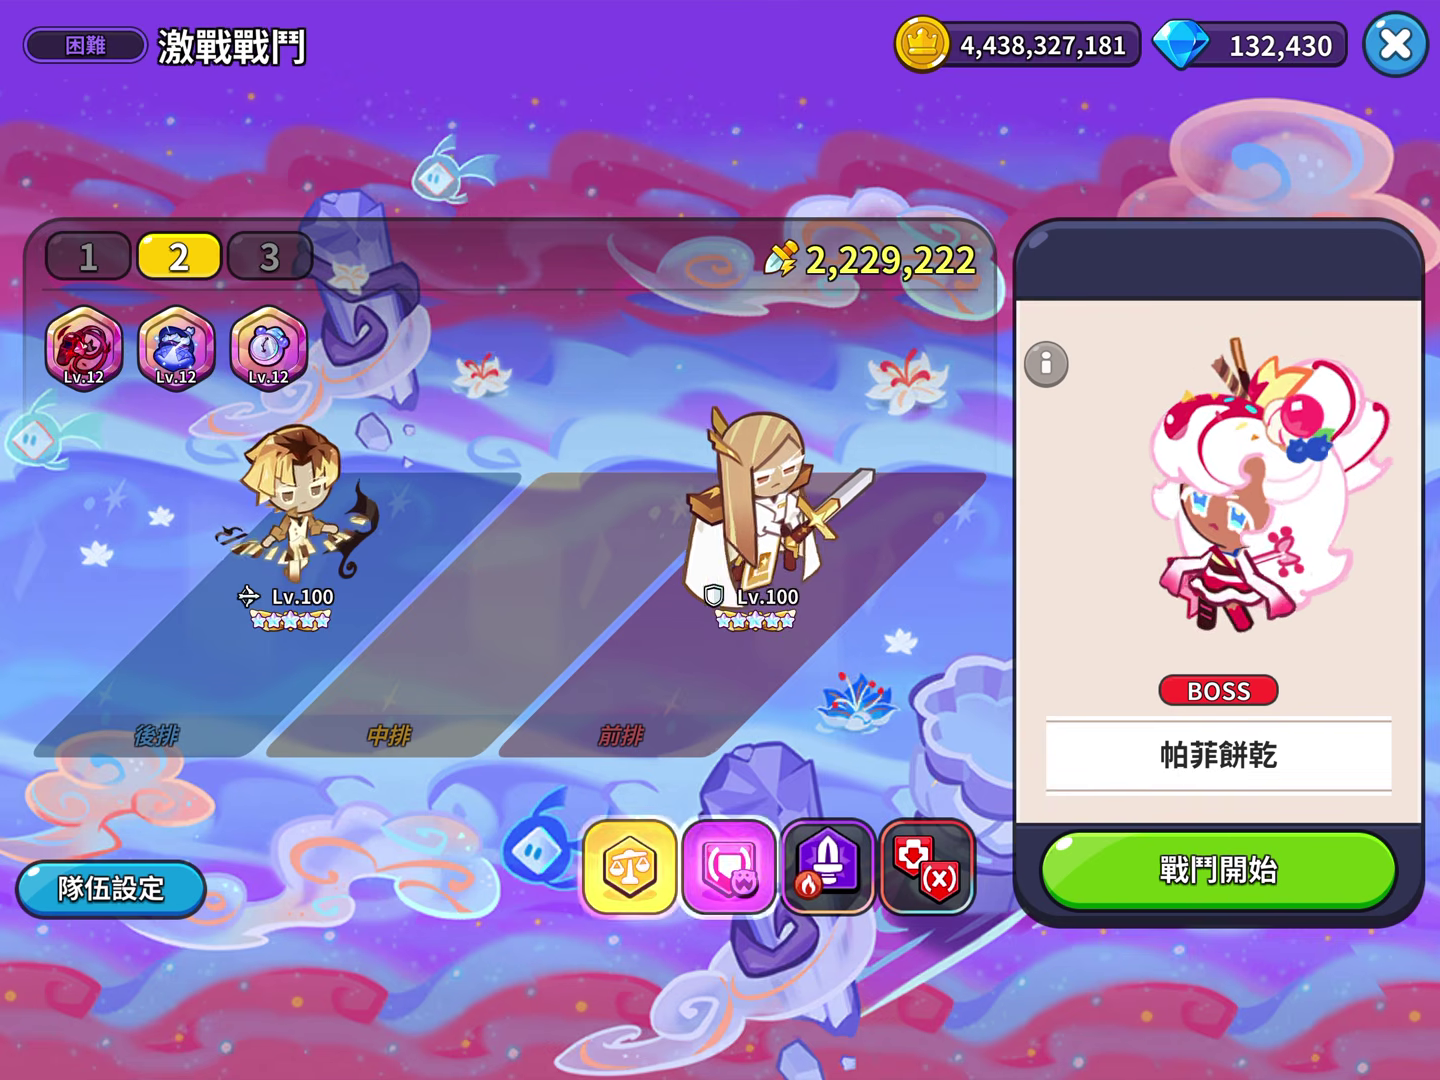 困難
激戰戰鬥
4,438,327,181
132,430
1
2
3
2,229,222
Lv.12
Lv.12
Lv.12
Lv.100
Lv.100
後排
中排
前排
BOSS
帕菲餅乾
隊伍設定
戰鬥開始